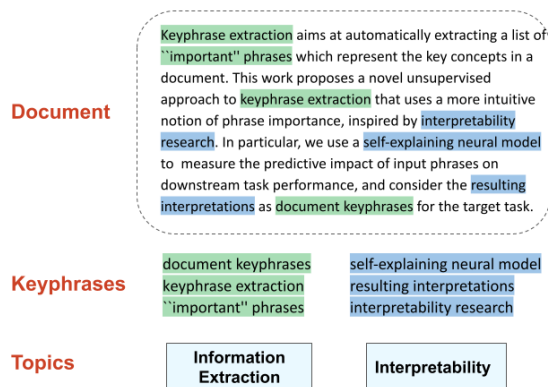 Document
Keyphrase extraction aims at automatically extracting a list of
``important'' phrases which represent the key concepts in
a document. This work proposes a novel unsupervised
approach to keyphrase extraction that uses a more intuitive
notion of phrase importance, inspired by interpretability
research. In particular, we use a self-explaining neural model
to measure the predictive impact of input phrases on
downstream task performance, and consider the resulting
interpretations as document keyphrases for the target task.
Keyphrases
document keyphrases
keyphrase extraction
``important'' phrases
self-explaining neural model
resulting interpretations
interpretability research
Topics
Information
Extraction
Interpretability